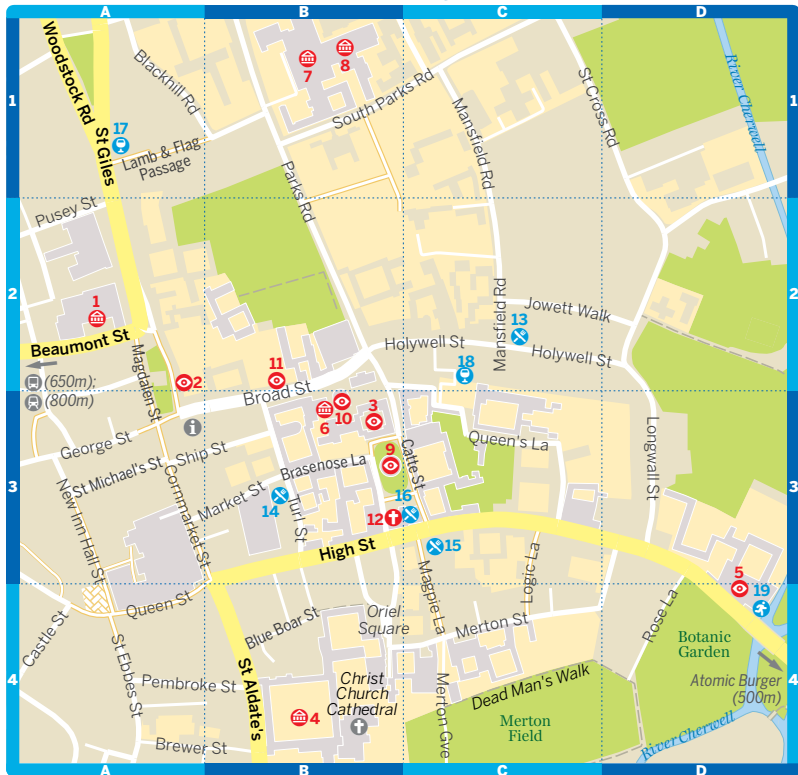 A
B
C
D
1
2
3
4
Woodstock Rd
St Giles
Blackhill Rd
17
Lamb & Flag
Passage
Pusey St
7
8
South Parks Rd
Parks Rd
Mansfield Rd
St Cross Rd
River Cherwell
1
Beaumont St
(650m);
(800m)
Magdalen St
2
11
Broad St
Holywell St
18
Mansfield Rd
13
Jowett Walk
Holywell St
George St
St Michael's St
Ship St
Cornmarket St
Market St
New Inn Hall St
6
10
3
9
Brasenose La
Catte St
Queen's La
Longwall St
14
Turl St
12
16
15
High St
Magpie La
Logic La
5
19
Castle St
Queen St
St Ebbes St
Blue Boar St
Oriel
Square
Merton St
Rose La
Botanic
Garden
Atomic Burger
(500m)
Pembroke St
Brewer St
St Aldate's
4
Christ
Church
Cathedral
Merton Gve
Dead Man's Walk
Merton
Field
River Cherwell
1
2
3
4
A
B
C
D